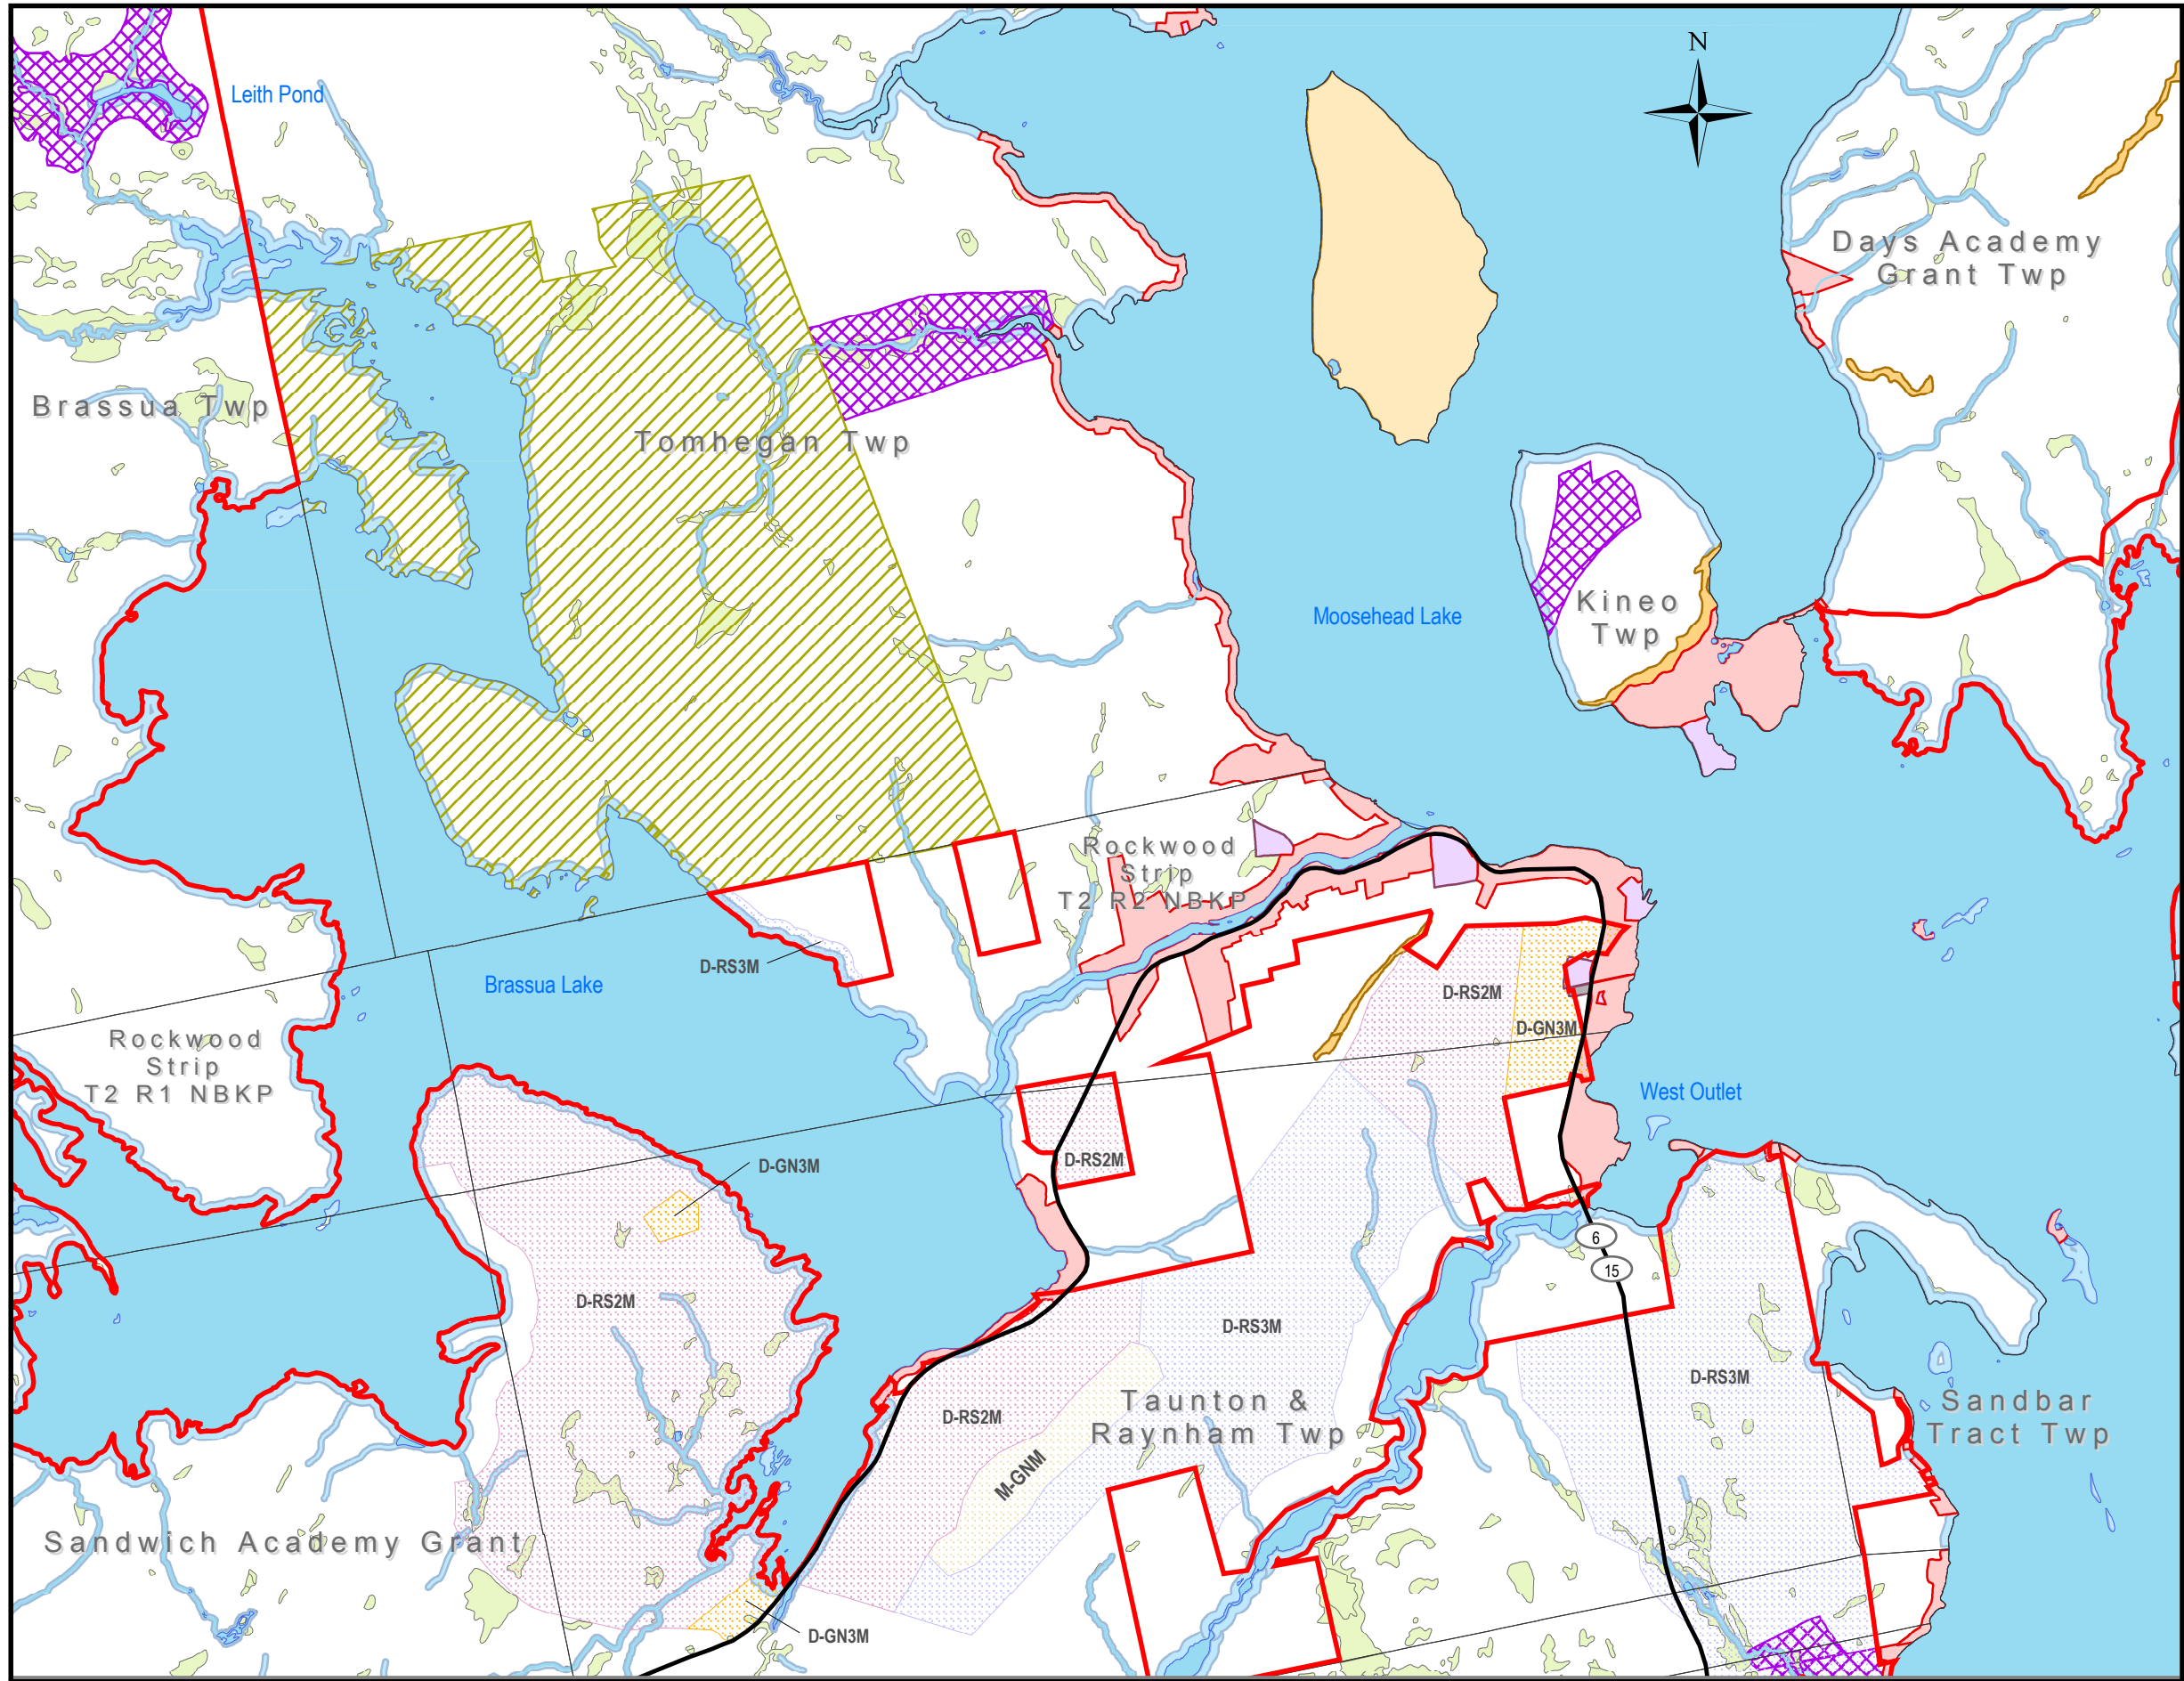 N
Leith Pond
Days Academy
Grant Twp
Brassua Twp
Tomhegan Twp
Moosehead Lake
Kineo
Twp
Rockwood
Strip
T2 R2 NBKP
D-RS3M
Brassua Lake
D-RS2M
D-GN3M
Rockwood
Strip
T2 R1 NBKP
West Outlet
D-GN3M
D-RS2M
6
15
D-RS2M
D-RS3M
D-RS3M
D-RS2M
Taunton &
Raynham Twp
Sandbar
Tract Twp
M-GNM
Sandwich Academy Grant
D-GN3M